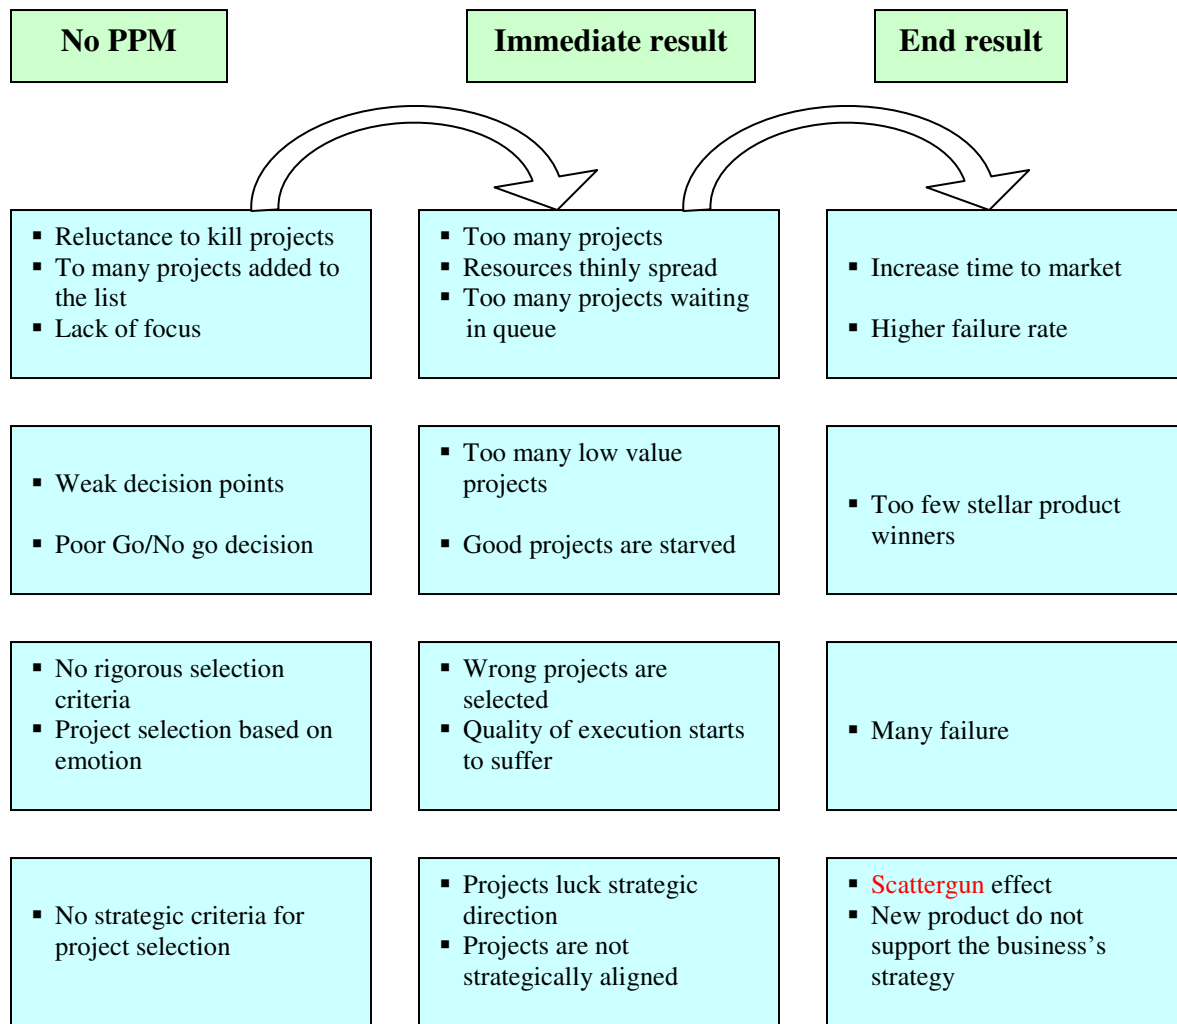 No PPM
Immediate result
End result
▪ Reluctance to kill projects
▪ To many projects added to
the list
▪ Lack of focus
▪ Too many projects
▪ Resources thinly spread
▪ Too many projects waiting
in queue
▪ Increase time to market
▪ Higher failure rate
▪ Weak decision points
▪ Poor Go/No go decision
▪ Too many low value
projects
▪ Good projects are starved
▪ Too few stellar product
winners
▪ No rigorous selection
criteria
▪ Project selection based on
emotion
▪ Wrong projects are
selected
▪ Quality of execution starts
to suffer
▪ Many failure
▪ No strategic criteria for
project selection
▪ Projects luck strategic
direction
▪ Projects are not
strategically aligned
▪ Scattergun effect
▪ New product do not
support the business’s
strategy